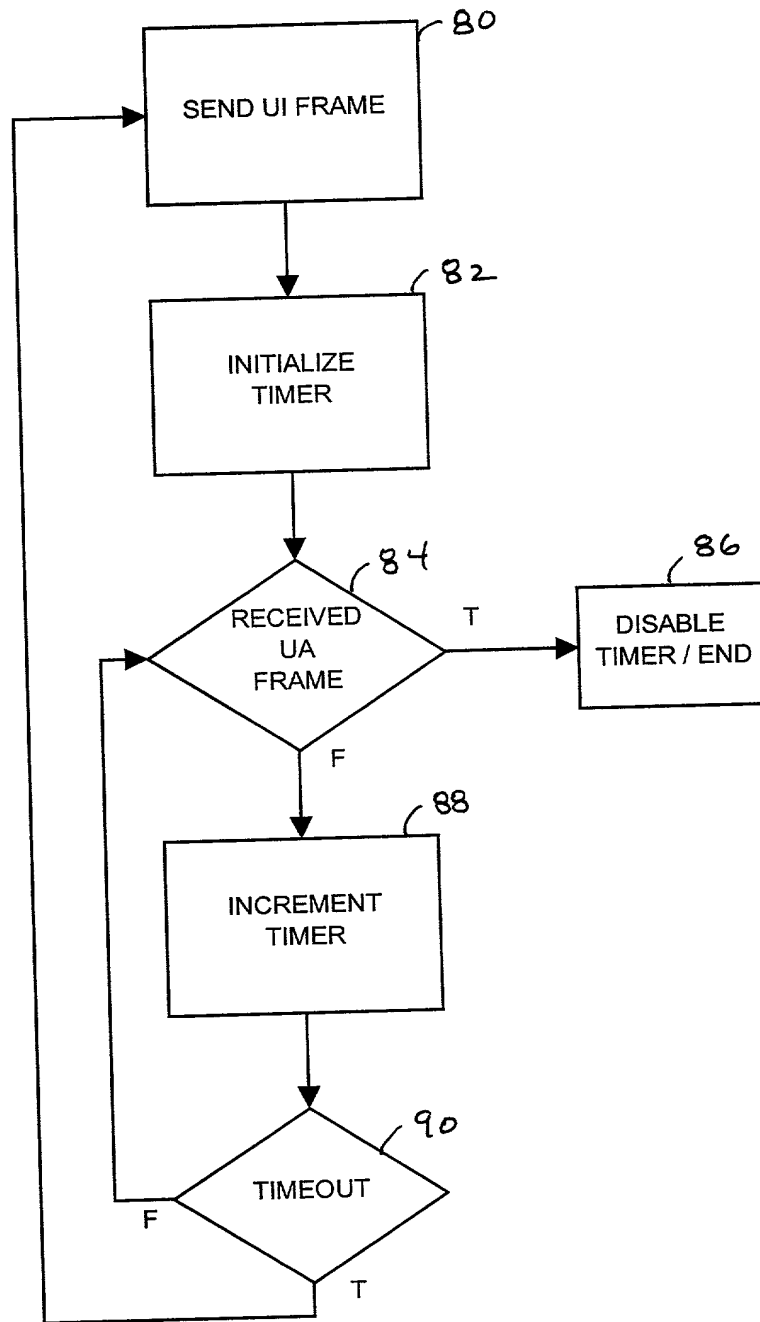 80
SEND UI FRAME
82
INITIALIZE
TIMER
84
RECEIVED
UA
FRAME
T
86
DISABLE
TIMER / END
F
88
INCREMENT
TIMER
90
TIMEOUT
F
T